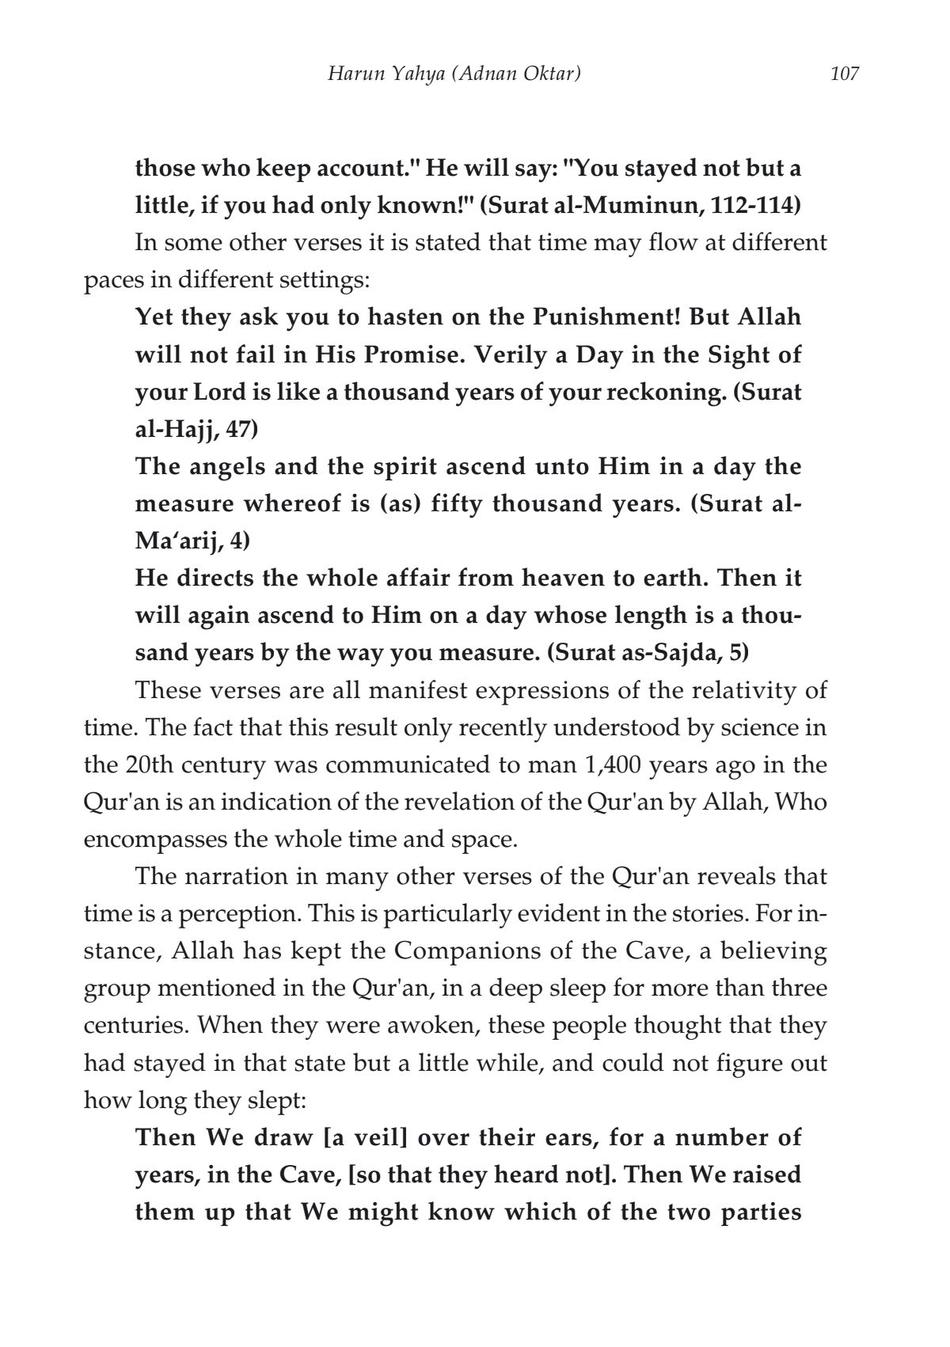 Harun Yahya (Adnan Oktar) 107
those who keep account." He will say: "You stayed not but a
little, if you had only known!" (Surat al-Muminun, 112-114)
In some other verses it is stated that time may flow at different
paces in different settings:
Yet they ask you to hasten on the Punishment! But Allah
will not fail in His Promise. Verily a Day in the Sight of
your Lord is like a thousand years of your reckoning. (Surat
al-Hajj, 47)
The angels and the spirit ascend unto Him in a day the
measure whereof is (as) fifty thousand years. (Surat al-
Ma‘arij, 4)
He directs the whole affair from heaven to earth. Then it
will again ascend to Him on a day whose length is a thou-
sand years by the way you measure. (Surat as-Sajda, 5)
These verses are all manifest expressions of the relativity of
time. The fact that this result only recently understood by science in
the 20th century was communicated to man 1,400 years ago in the
Qur'an is an indication of the revelation of the Qur'an by Allah, Who
encompasses the whole time and space.
The narration in many other verses of the Qur'an reveals that
time is a perception. This is particularly evident in the stories. For in-
stance, Allah has kept the Companions of the Cave, a believing
group mentioned in the Qur'an, in a deep sleep for more than three
centuries. When they were awoken, these people thought that they
had stayed in that state but a little while, and could not figure out
how long they slept:
Then We draw [a veil] over their ears, for a number of
years, in the Cave, [so that they heard not]. Then We raised
them up that We might know which of the two parties